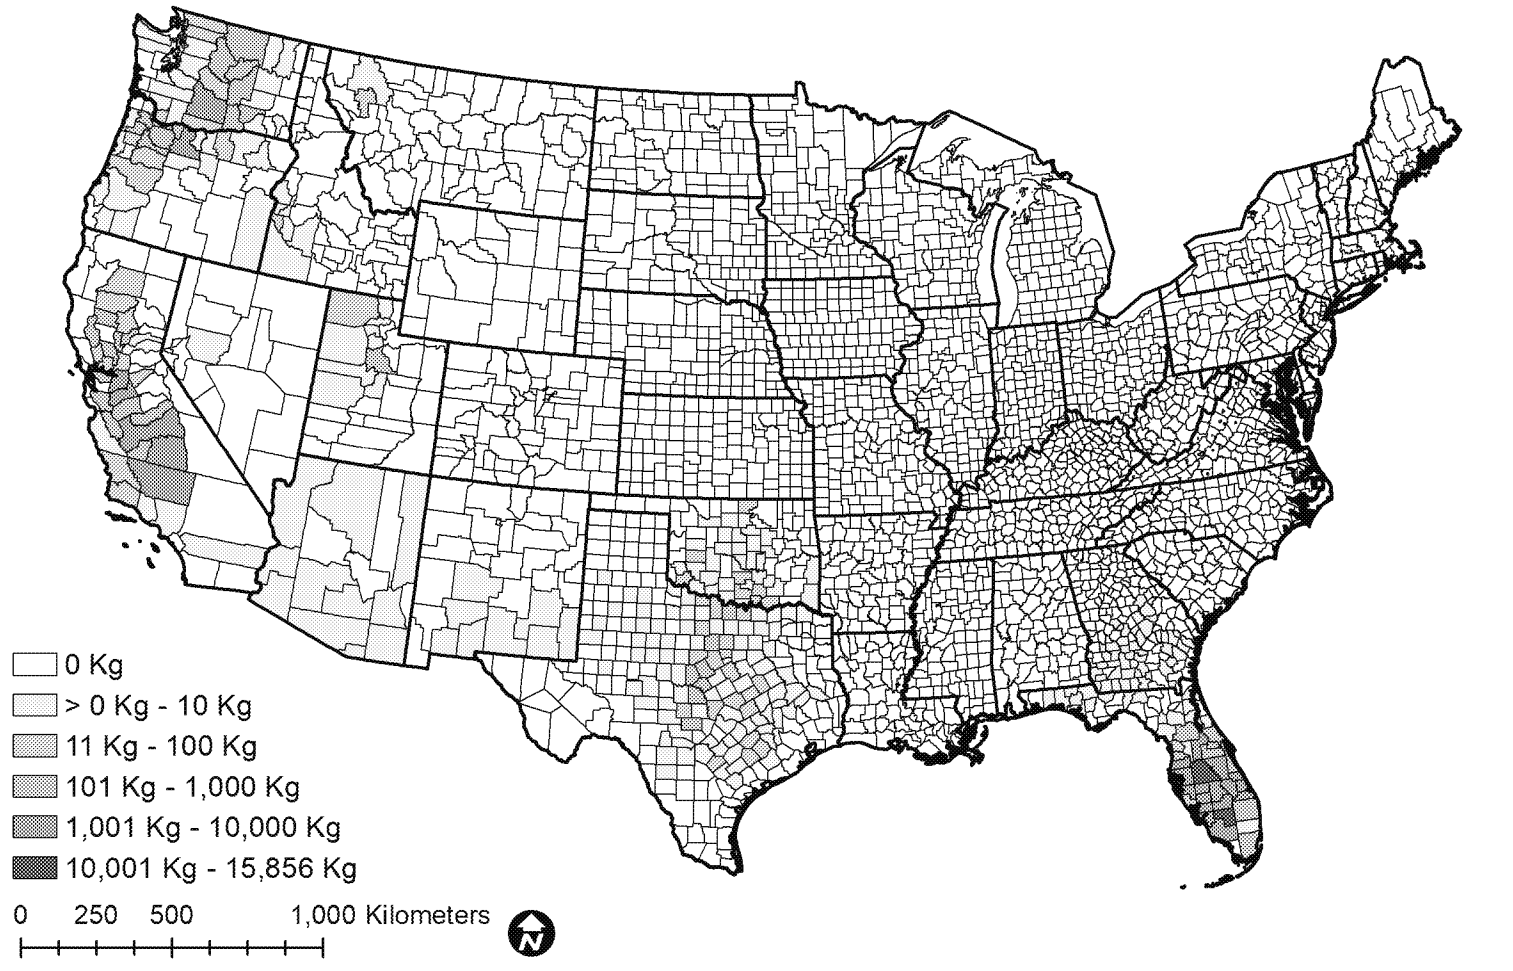 0 Kg
> 0 Kg - 10 Kg
11 Kg - 100 Kg
101 Kg - 1,000 Kg
1,001 Kg - 10,000 Kg
10,001 Kg - 15,856 Kg
0 250 500 1,000 Kilometers
N